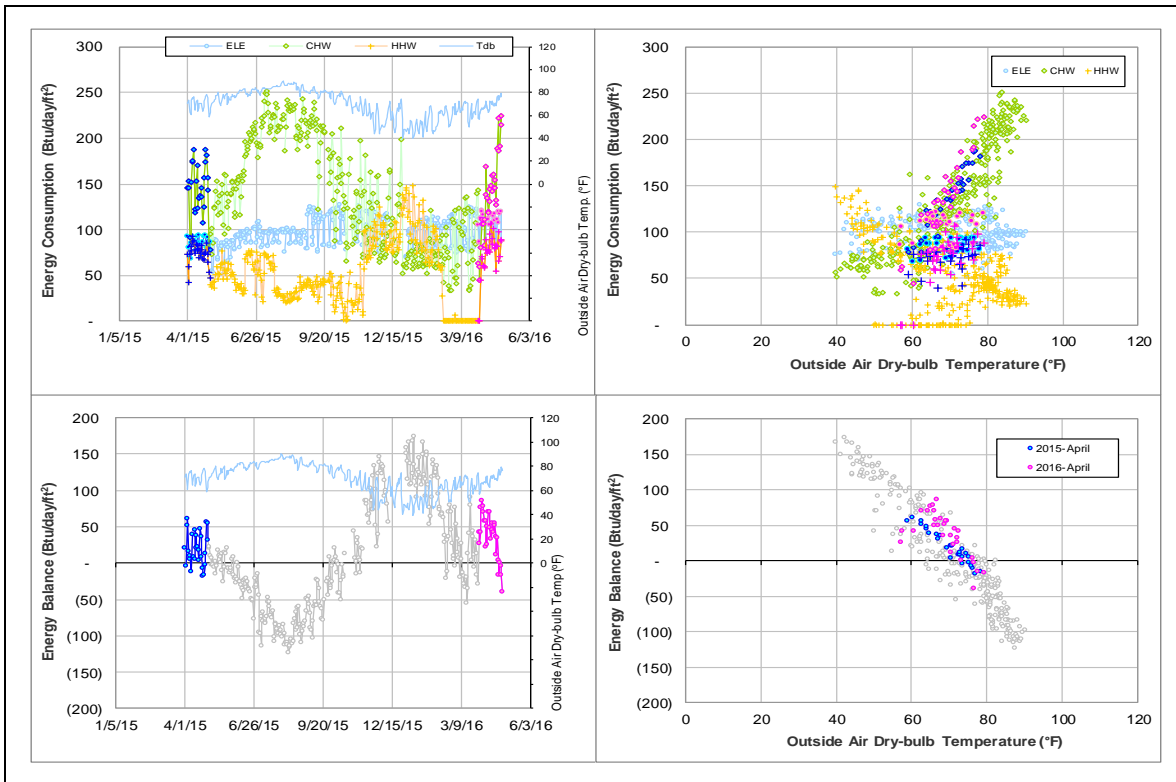 ELE CHW HHW Tdb
Energy Consumption (Btu/day/ft²)
300
250
200
150
100
50
-
120
100
80
60
40
20
0
Outside Air Dry-bulb Temp. (°F)
1/5/15 4/1/15 6/26/15 9/20/15 12/15/15 3/9/16 6/3/16
ELE CHW HHW
Energy Consumption (Btu/day/ft²)
300
250
200
150
100
50
-
0 20 40 60 80 100 120
Outside Air Dry-bulb Temperature (°F)
Energy Balance (Btu/day/ft²)
200
150
100
50
-
(50)
(100)
(150)
(200)
120
100
80
60
40
20
0
Outside Air Dry-bulb Temp (°F)
1/5/15 4/1/15 6/26/15 9/20/15 12/15/15 3/9/16 6/3/16
2015-April
2016-April
Energy Balance (Btu/day/ft²)
200
150
100
50
-
(50)
(100)
(150)
(200)
0 20 40 60 80 100 120
Outside Air Dry-bulb Temperature (°F)